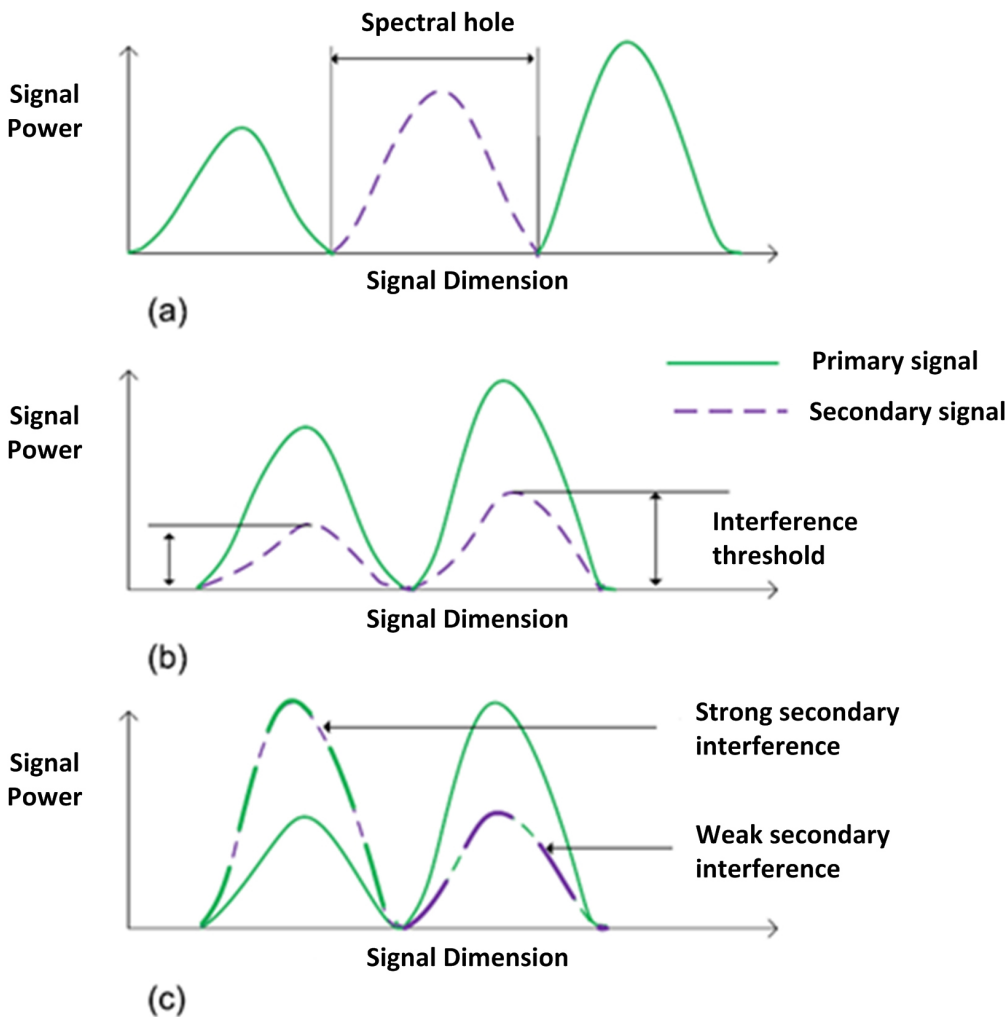 Spectral hole
Signal
Power
Signal Dimension
(a)
Signal
Power
Primary signal
Secondary signal
Interference
threshold
Signal Dimension
(b)
Signal
Power
Strong secondary
interference
Weak secondary
interference
Signal Dimension
(c)